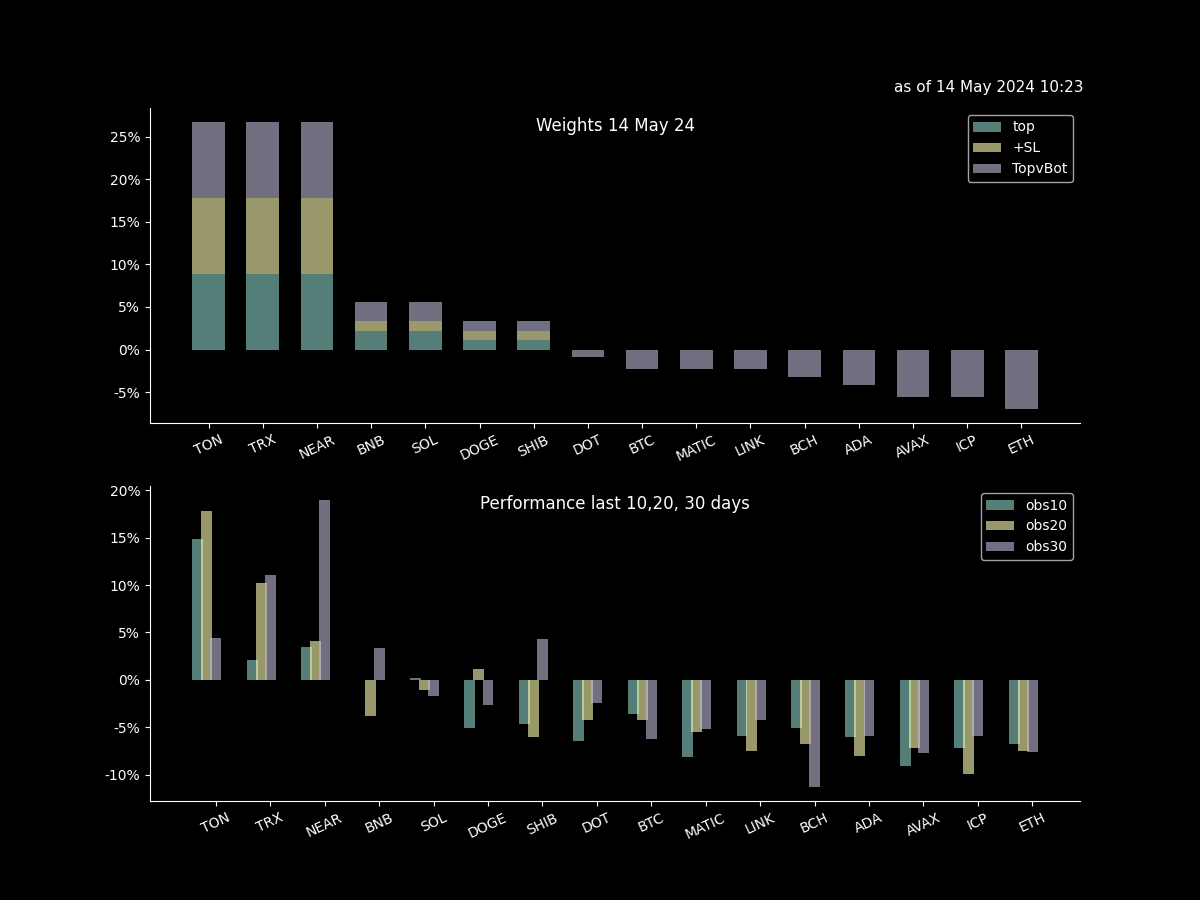 as of 14 May 2024 10:23
Weights 14 May 24
top
+SL
TopvBot
25%
20%
15%
10%
5%
0%
-5%
TON TRX NEAR BNB SOL DOGE SHIB DOT BTC MATIC LINK BCH ADA AVAX ICP ETH
Performance last 10,20, 30 days
obs10
obs20
obs30
20%
15%
10%
5%
0%
-5%
-10%
TON TRX NEAR BNB SOL DOGE SHIB DOT BTC MATIC LINK BCH ADA AVAX ICP ETH